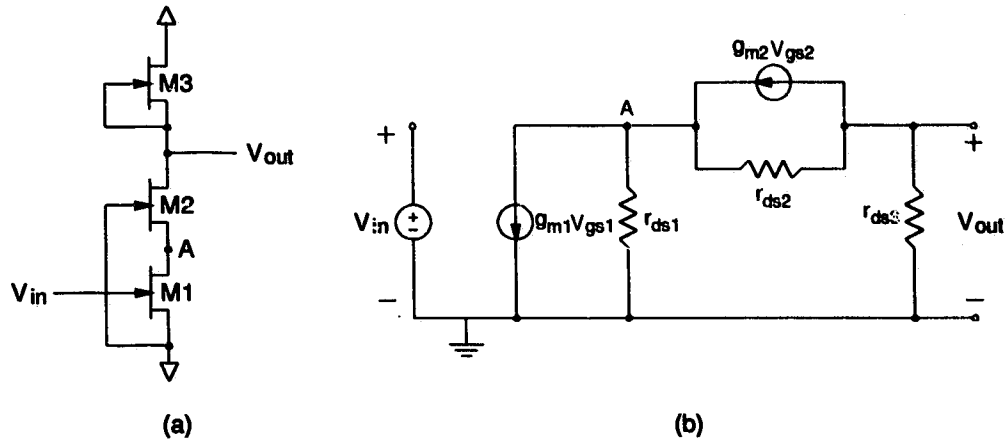 M3
Vout
M2
A
Vin
M1
(a)
gm2Vgs2
A
+
rds2
Vin
+
−
gm1Vgs1
rds1
rds3
+
Vout
−
−
(b)